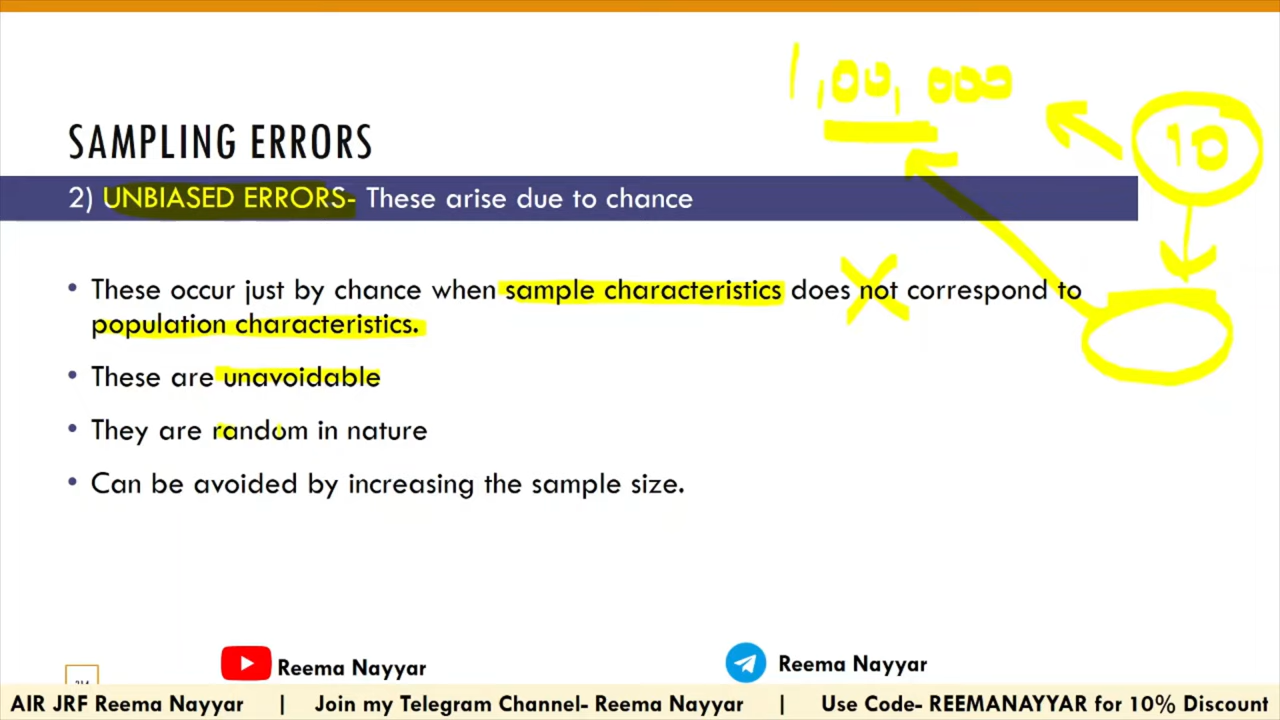 1,00,000
10
SAMPLING ERRORS
2) UNBIASED ERRORS- These arise due to chance
• These occur just by chance when sample characteristics does not correspond to
population characteristics.
• These are unavoidable
• They are random in nature
• Can be avoided by increasing the sample size.
Reema Nayyar
Reema Nayyar
AIR JRF Reema Nayyar | Join my Telegram Channel- Reema Nayyar | Use Code- REEMANAYYAR for 10% Discount